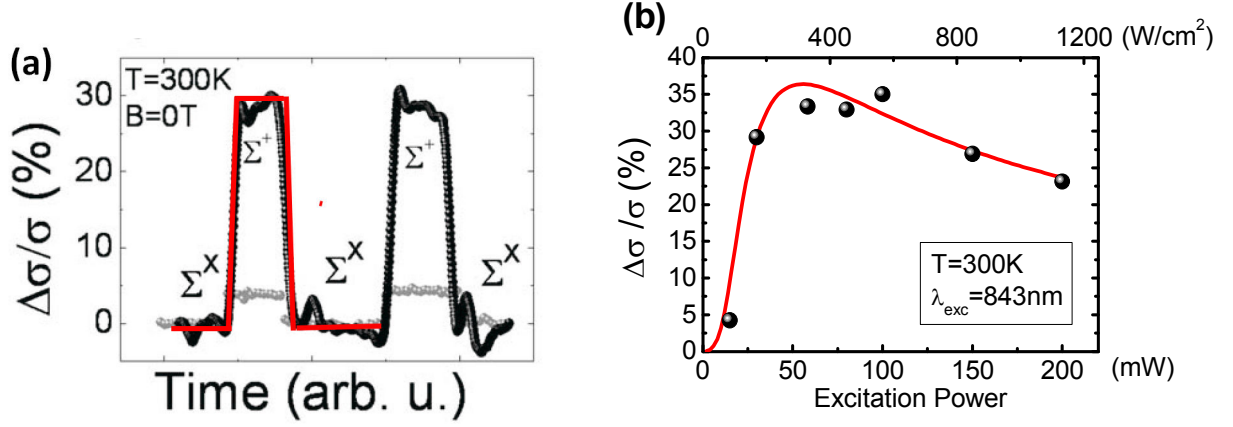 (a)
T=300K
B=0T
Δσ/σ (%)
30
20
10
0
Σ⁺
Σ⁺
Σˣ
Σˣ
Σˣ
Time (arb. u.)
(b)
0 400 800 1200 (W/cm²)
Δσ/σ (%)
40
35
30
25
20
15
10
5
0
T=300K
λexc=843nm
0 50 100 150 200 (mW)
Excitation Power